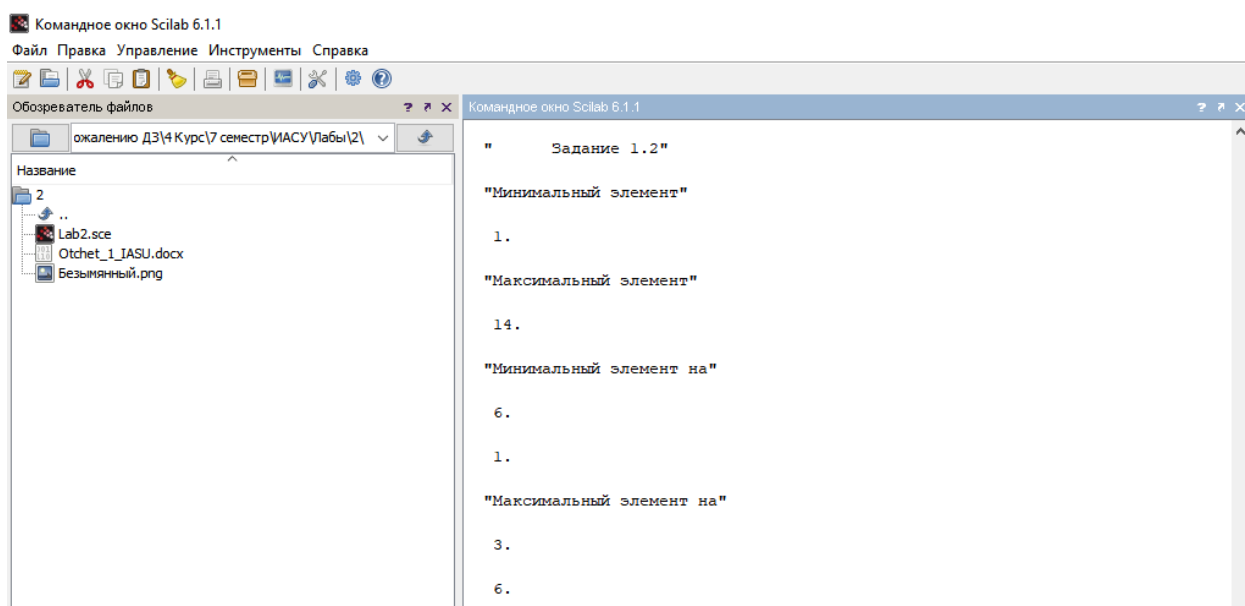 Командное окно Scilab 6.1.1
Файл Правка Управление Инструменты Справка
Обозреватель файлов
ожалению ДЗ\4 Курс\7 семестр\ИАСУ\Лабы\2\
Название
2
..
Lab2.sce
Otchet_1_IASU.docx
Безымянный.png
Командное окно Scilab 6.1.1
"      Задание 1.2"
"Минимальный элемент"
1.
"Максимальный элемент"
14.
"Минимальный элемент на"
6.
1.
"Максимальный элемент на"
3.
6.